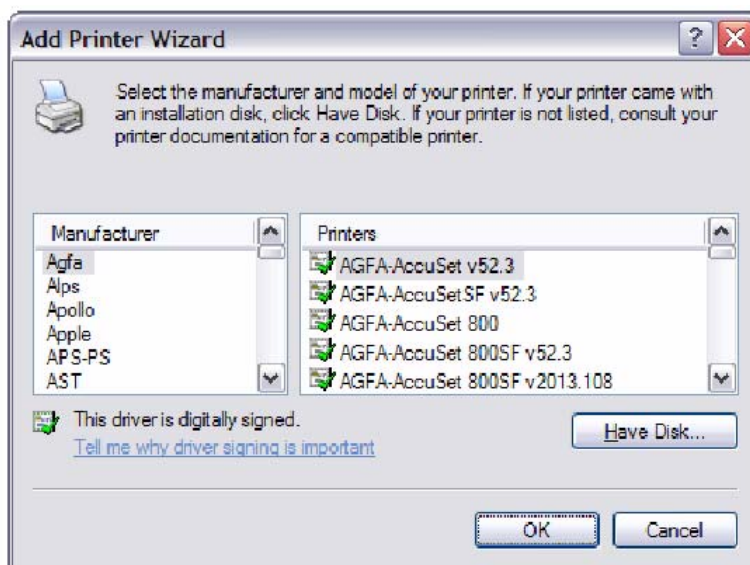 Add Printer Wizard
Select the manufacturer and model of your printer. If your printer came with
an installation disk, click Have Disk. If your printer is not listed, consult your
printer documentation for a compatible printer.
Manufacturer
Agfa
Alps
Apollo
Apple
APS-PS
AST
Printers
AGFA-AccuSet v52.3
AGFA-AccuSetSF v52.3
AGFA-AccuSet 800
AGFA-AccuSet 800SF v52.3
AGFA-AccuSet 800SF v2013.108
This driver is digitally signed.
Tell me why driver signing is important
Have Disk...
OK
Cancel